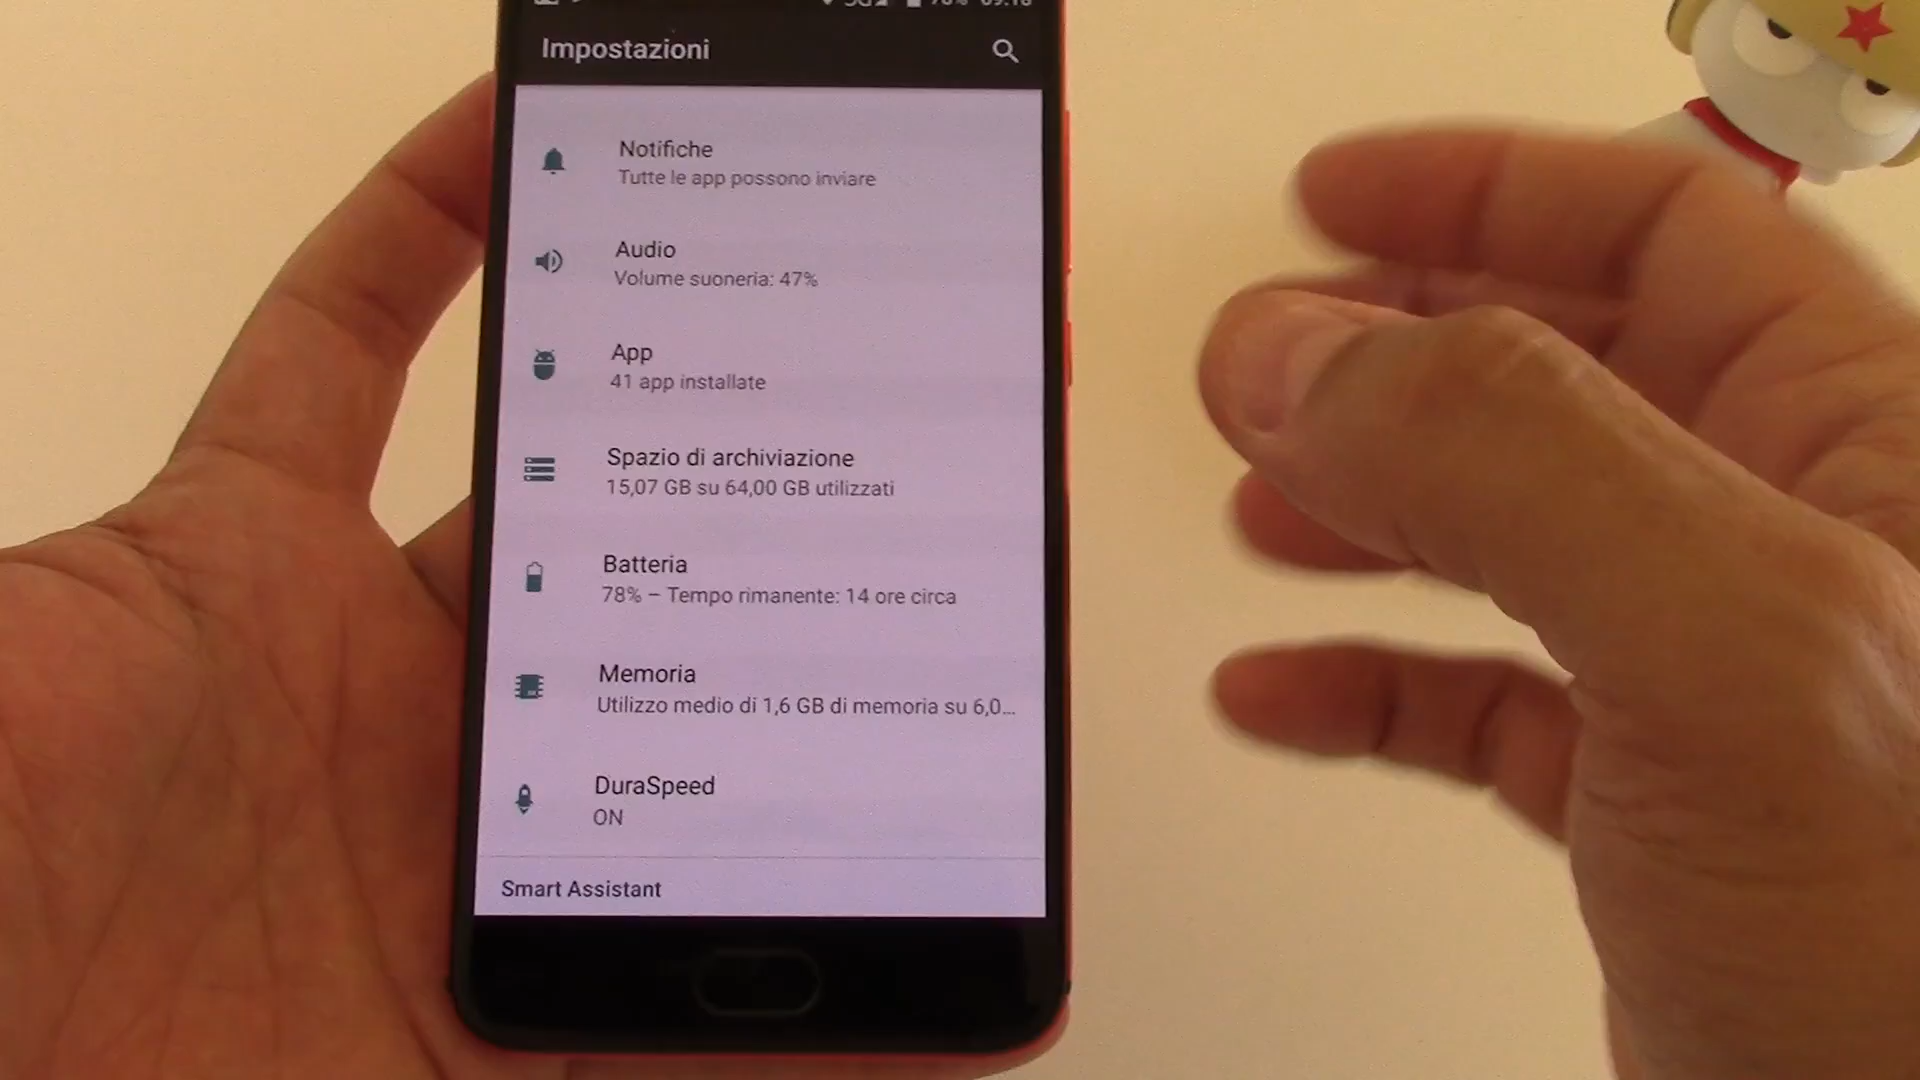 Impostazioni
Notifiche
Tutte le app possono inviare
Audio
Volume suoneria: 47%
App
41 app installate
Spazio di archiviazione
15,07 GB su 64,00 GB utilizzati
Batteria
78% – Tempo rimanente: 14 ore circa
Memoria
Utilizzo medio di 1,6 GB di memoria su 6,0...
DuraSpeed
ON
Smart Assistant